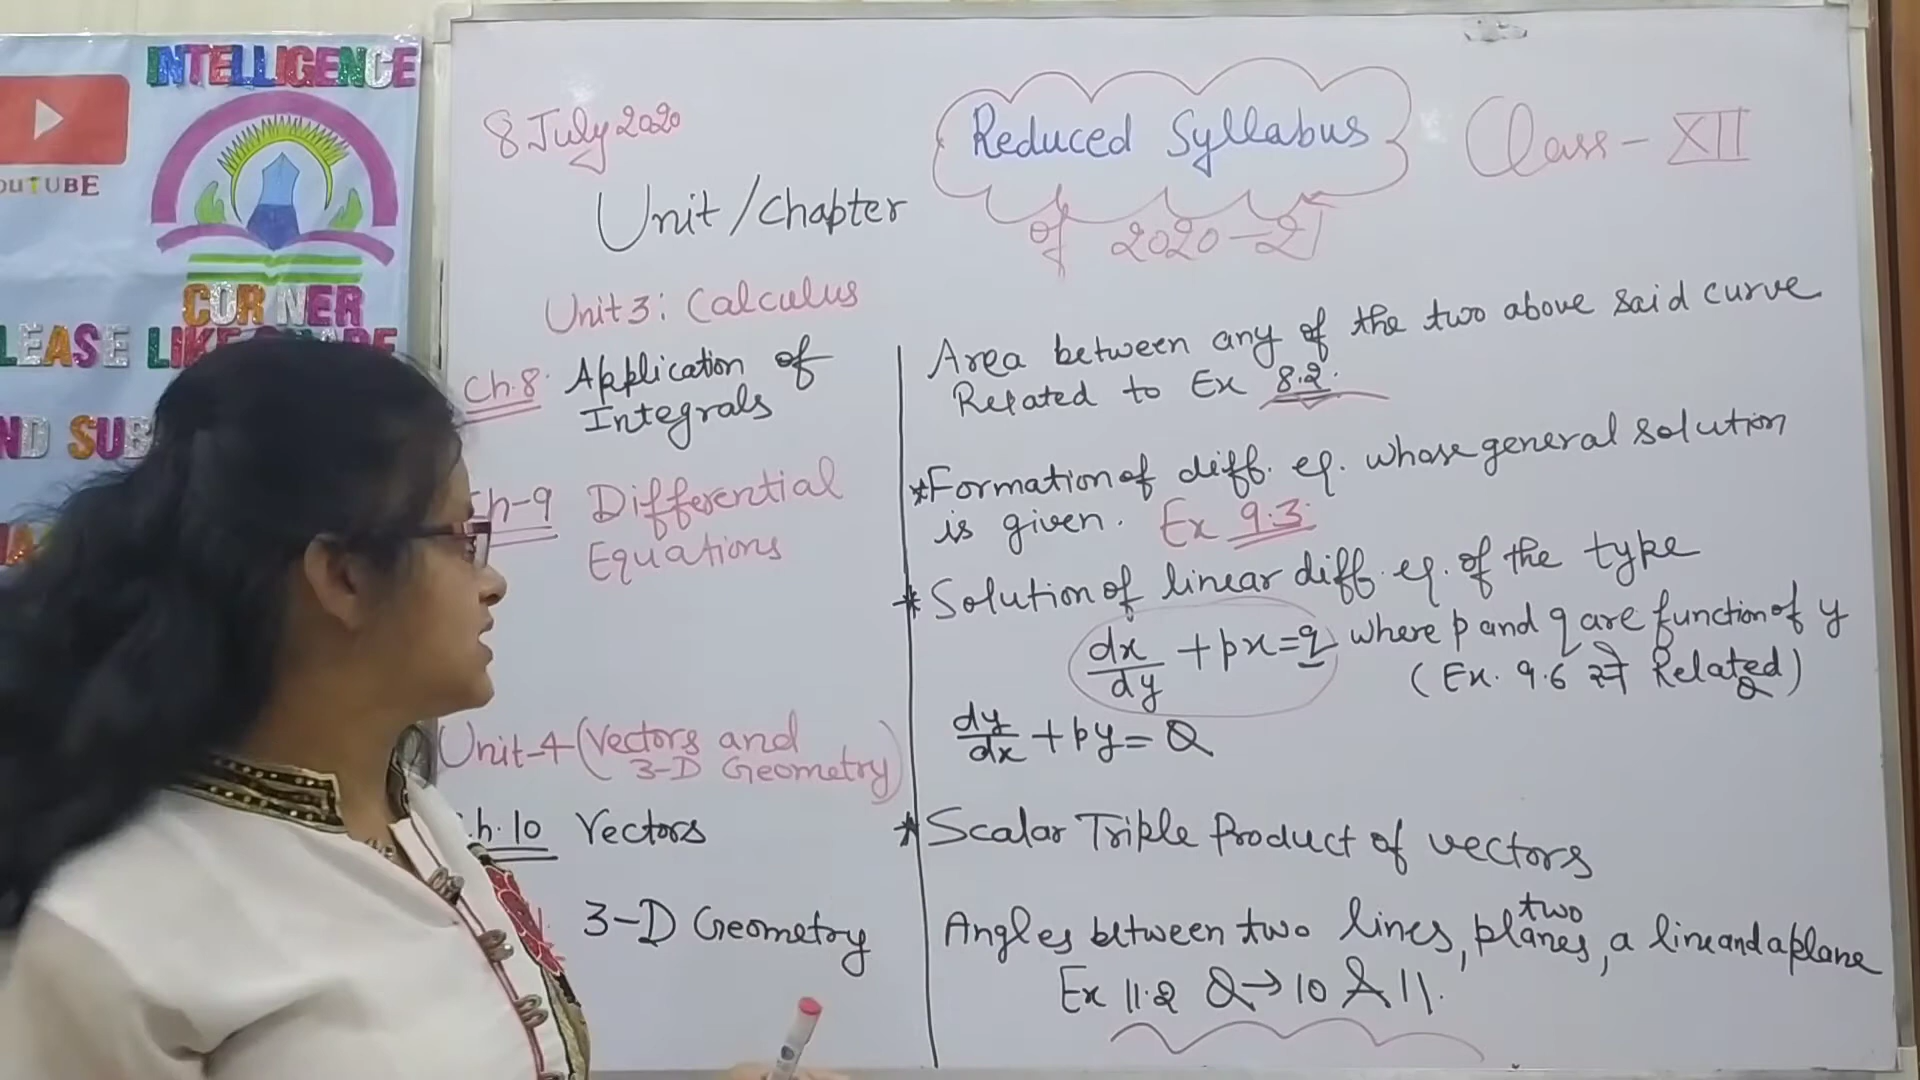 INTELLIGENCE
OUTUBE
CORNER
LEASE LIKE
ND SUB
8 July 2020
Reduced Syllabus
of 2020-21
Class - XII
Unit/Chapter
Unit 3: Calculus
Ch.8 Application of Integrals
Area between any of the two above said curve
Related to Ex 8.2.
Ch-9 Differential
Equations
*Formation of diff. eq. whose general solution
is given. Ex 9.3.
* Solution of linear diff. eq. of the type
dx/dy + px = q where p and q are function of y
(Ex. 9.6 से Related)
dy/dx + py = Q
Unit-4 (Vectors and
3-D Geometry)
h.10 Vectors
* Scalar Triple Product of vectors
3-D Geometry
Angles between two lines, two planes, a line and a plane
Ex 11.2 Q→10 & 11.